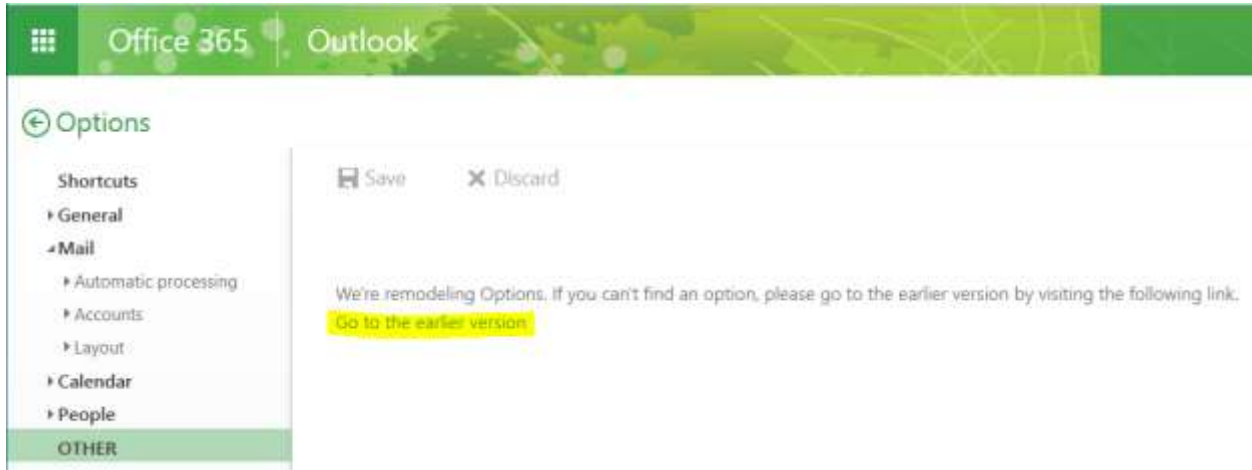 Office 365 Outlook
Options
Shortcuts
General
Mail
Automatic processing
Accounts
Layout
Calendar
People
OTHER
Save Discard
We're remodeling Options. If you can't find an option, please go to the earlier version by visiting the following link.
Go to the earlier version